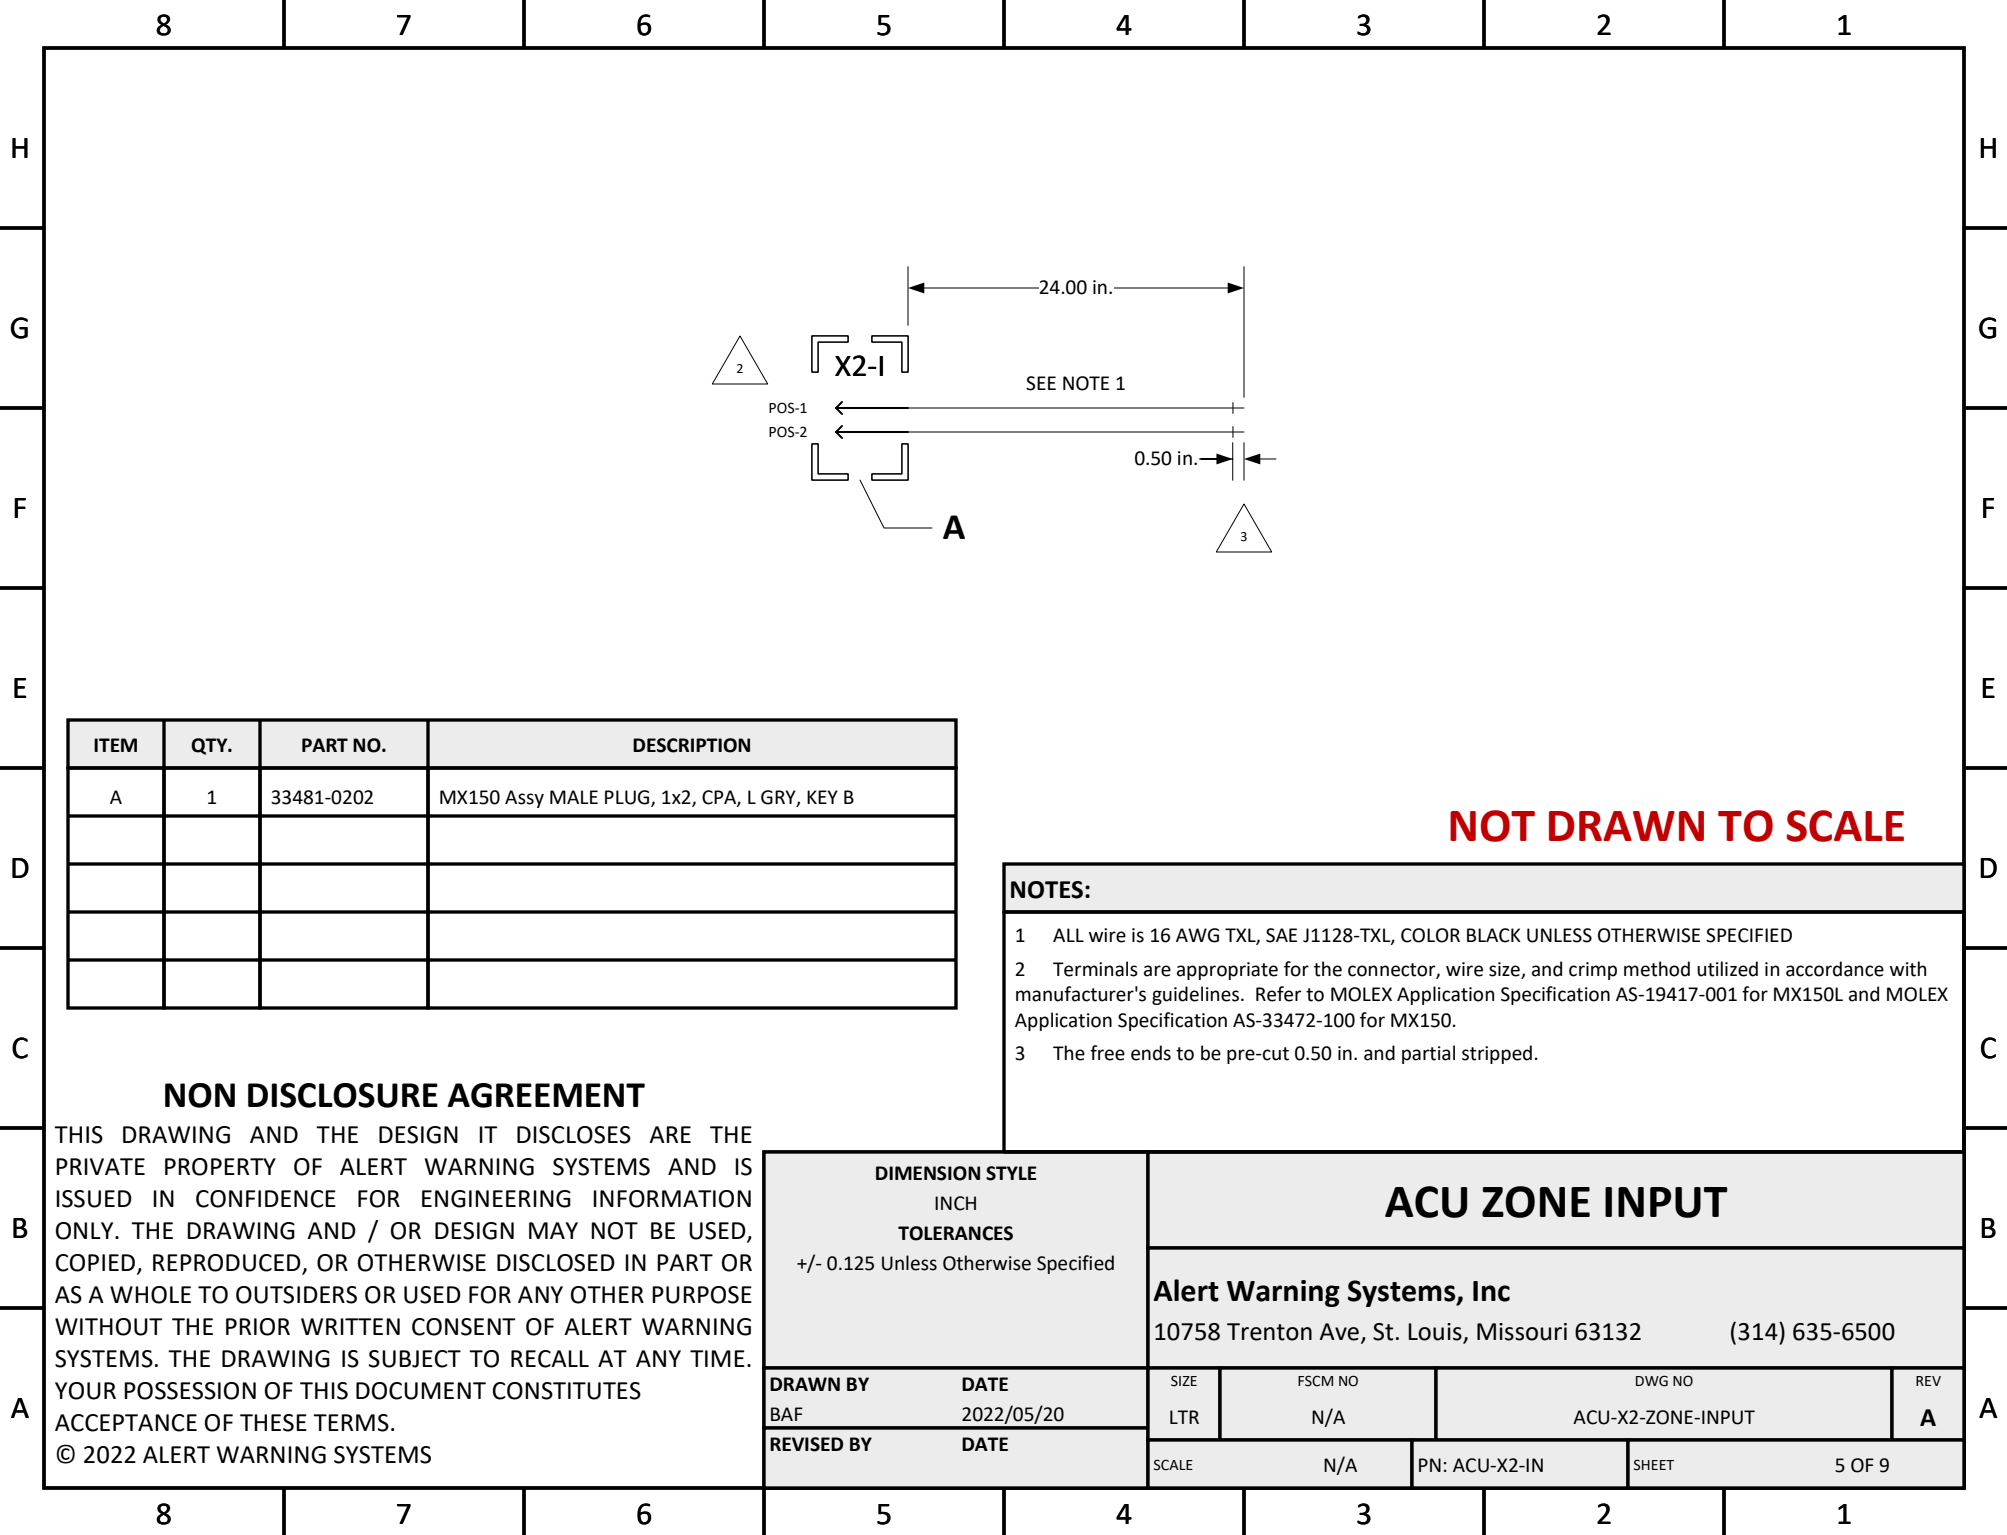 8 7 6 5 4 3 2 1
H H
24.00 in.
G G
2
X2-I
SEE NOTE 1
POS-1
POS-2
0.50 in.
F F
A
3
E E
ITEM QTY. PART NO. DESCRIPTION
A 1 33481-0202 MX150 Assy MALE PLUG, 1x2, CPA, L GRY, KEY B
NOT DRAWN TO SCALE
D D
NOTES:
1 ALL wire is 16 AWG TXL, SAE J1128-TXL, COLOR BLACK UNLESS OTHERWISE SPECIFIED
2 Terminals are appropriate for the connector, wire size, and crimp method utilized in accordance with
manufacturer's guidelines. Refer to MOLEX Application Specification AS-19417-001 for MX150L and MOLEX
Application Specification AS-33472-100 for MX150.
3 The free ends to be pre-cut 0.50 in. and partial stripped.
C C
NON DISCLOSURE AGREEMENT
THIS DRAWING AND THE DESIGN IT DISCLOSES ARE THE
PRIVATE PROPERTY OF ALERT WARNING SYSTEMS AND IS
ISSUED IN CONFIDENCE FOR ENGINEERING INFORMATION
ONLY. THE DRAWING AND / OR DESIGN MAY NOT BE USED,
COPIED, REPRODUCED, OR OTHERWISE DISCLOSED IN PART OR
AS A WHOLE TO OUTSIDERS OR USED FOR ANY OTHER PURPOSE
WITHOUT THE PRIOR WRITTEN CONSENT OF ALERT WARNING
SYSTEMS. THE DRAWING IS SUBJECT TO RECALL AT ANY TIME.
YOUR POSSESSION OF THIS DOCUMENT CONSTITUTES
ACCEPTANCE OF THESE TERMS.
© 2022 ALERT WARNING SYSTEMS
B B
DIMENSION STYLE
INCH
TOLERANCES
+/- 0.125 Unless Otherwise Specified
ACU ZONE INPUT
Alert Warning Systems, Inc
10758 Trenton Ave, St. Louis, Missouri 63132 (314) 635-6500
A A
DRAWN BY DATE
BAF 2022/05/20
REVISED BY DATE
SIZE FSCM NO DWG NO REV
LTR N/A ACU-X2-ZONE-INPUT A
SCALE N/A PN: ACU-X2-IN SHEET 5 OF 9
8 7 6 5 4 3 2 1